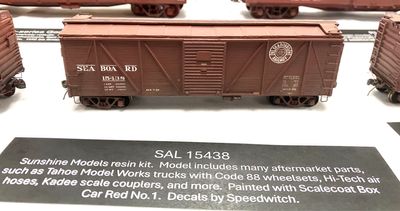 SEABOARD
15438
SAL 15438
Sunshine Models resin kit. Model includes many aftermarket parts,
such as Tahoe Model Works trucks with Code 88 wheelsets, Hi-Tech air
hoses, Kadee scale couplers, and more. Painted with Scalecoat Box
Car Red No.1. Decals by Speedwitch.